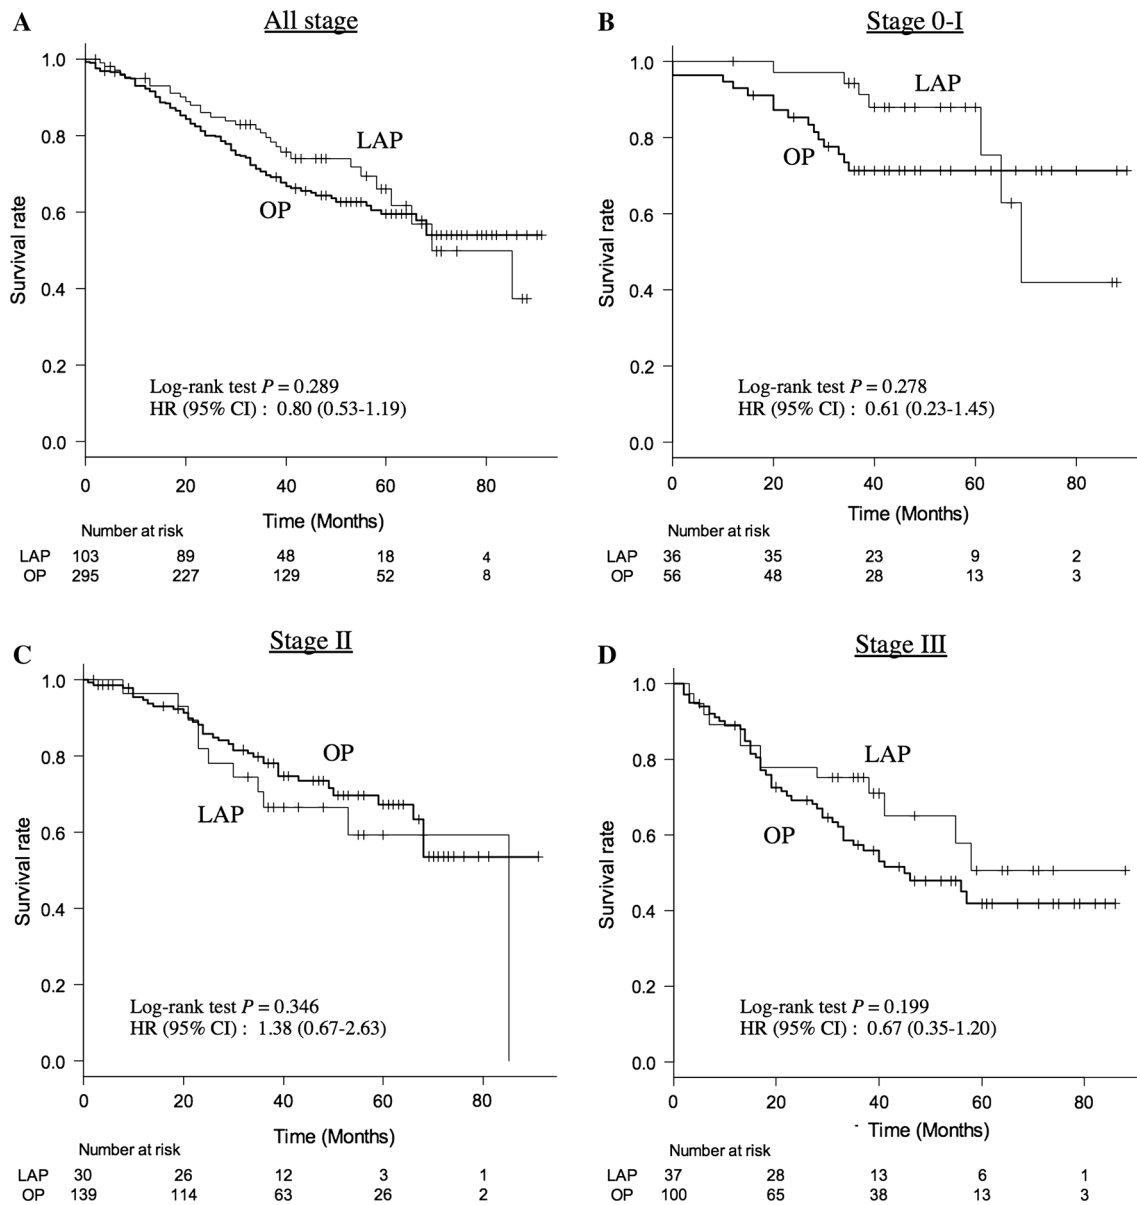 A
All stage
1.0
0.8
0.6
0.4
0.2
0.0
Survival rate
LAP
OP
Log-rank test P = 0.289
HR (95% CI) : 0.80 (0.53-1.19)
0 20 40 60 80
Time (Months)
Number at risk
LAP 103 89 48 18 4
OP 295 227 129 52 8
B
Stage 0-I
1.0
0.8
0.6
0.4
0.2
0.0
Survival rate
LAP
OP
Log-rank test P = 0.278
HR (95% CI) : 0.61 (0.23-1.45)
0 20 40 60 80
Time (Months)
Number at risk
LAP 36 35 23 9 2
OP 56 48 28 13 3
C
Stage II
1.0
0.8
0.6
0.4
0.2
0.0
Survival rate
OP
LAP
Log-rank test P = 0.346
HR (95% CI) : 1.38 (0.67-2.63)
0 20 40 60 80
Time (Months)
Number at risk
LAP 30 26 12 3 1
OP 139 114 63 26 2
D
Stage III
1.0
0.8
0.6
0.4
0.2
0.0
Survival rate
LAP
OP
Log-rank test P = 0.199
HR (95% CI) : 0.67 (0.35-1.20)
0 20 40 60 80
Time (Months)
Number at risk
LAP 37 28 13 6 1
OP 100 65 38 13 3